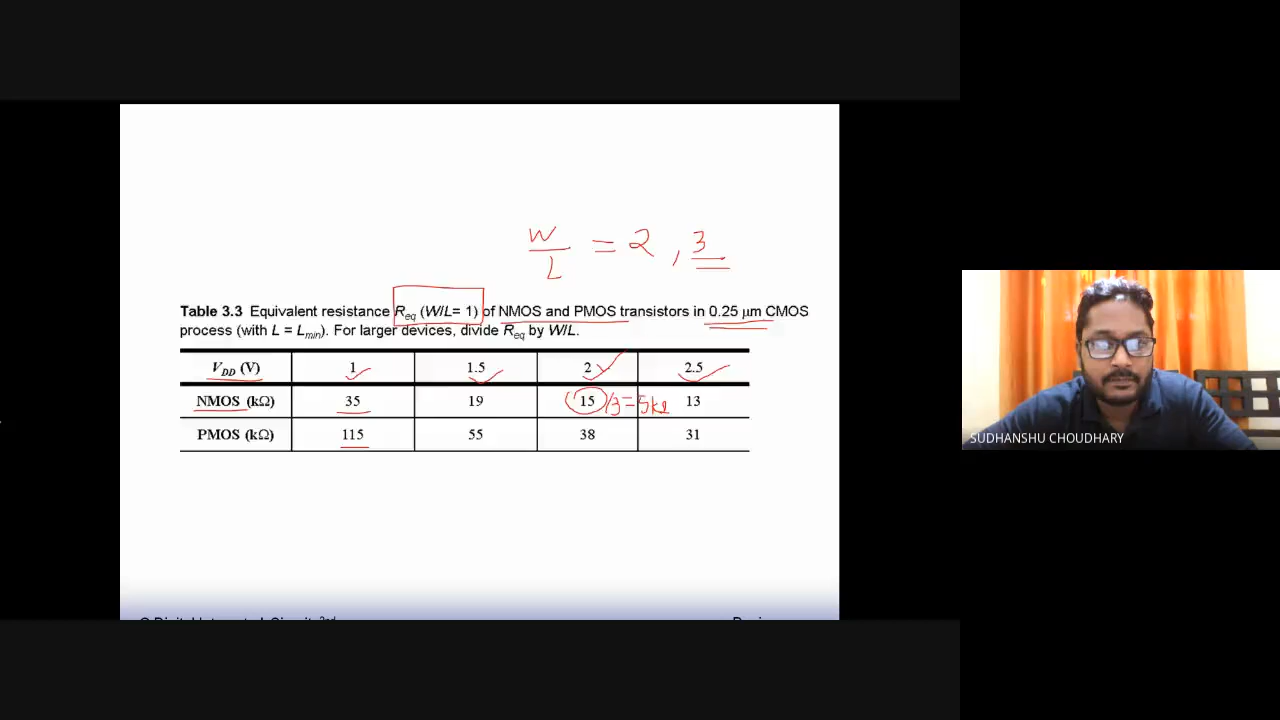 W/L = 2, 3
Table 3.3 Equivalent resistance Req (W/L= 1) of NMOS and PMOS transistors in 0.25 μm CMOS
process (with L = Lmin). For larger devices, divide Req by W/L.
VDD (V) 1 1.5 2 2.5
NMOS (kΩ) 35 19 15 /3 = 5kΩ 13
PMOS (kΩ) 115 55 38 31
SUDHANSHU CHOUDHARY